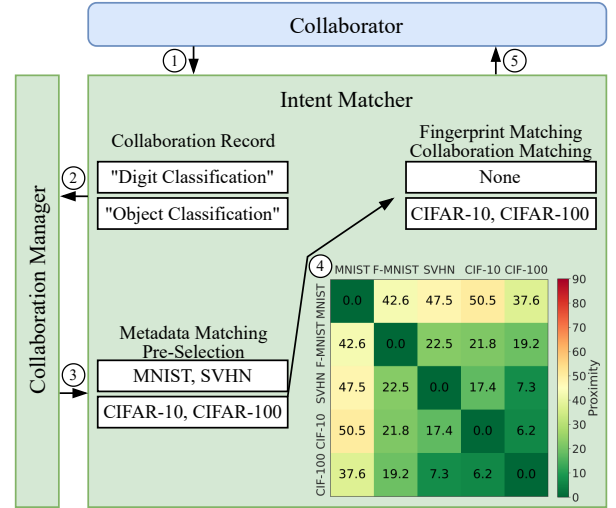 Collaborator
1
5
Intent Matcher
Collaboration Record
"Digit Classification"
"Object Classification"
2
Fingerprint Matching
Collaboration Matching
None
CIFAR-10, CIFAR-100
Collaboration Manager
3
Metadata Matching
Pre-Selection
MNIST, SVHN
CIFAR-10, CIFAR-100
4
MNIST F-MNIST SVHN CIF-10 CIF-100
MNIST 0.0 42.6 47.5 50.5 37.6
F-MNIST 42.6 0.0 22.5 21.8 19.2
SVHN 47.5 22.5 0.0 17.4 7.3
CIF-10 50.5 21.8 17.4 0.0 6.2
CIF-100 37.6 19.2 7.3 6.2 0.0
90
80
70
60
50
40
30
20
10
0
Proximity